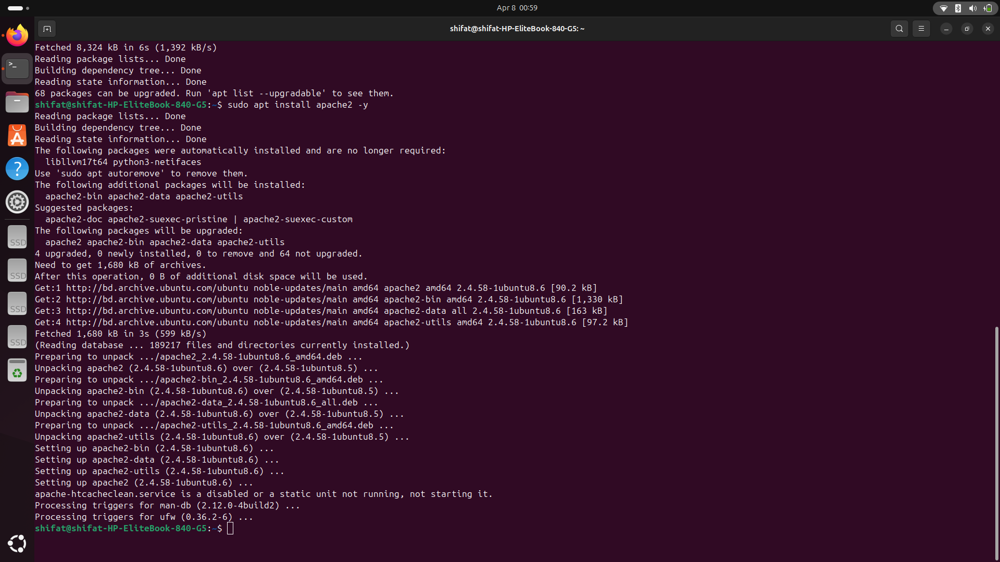 Apr 8 00:59
shifat@shifat-HP-EliteBook-840-G5: ~
Fetched 8,324 kB in 6s (1,392 kB/s)
Reading package lists... Done
Building dependency tree... Done
Reading state information... Done
68 packages can be upgraded. Run 'apt list --upgradable' to see them.
shifat@shifat-HP-EliteBook-840-G5:~$ sudo apt install apache2 -y
Reading package lists... Done
Building dependency tree... Done
Reading state information... Done
The following packages were automatically installed and are no longer required:
  libllvm17t64 python3-netifaces
Use 'sudo apt autoremove' to remove them.
The following additional packages will be installed:
  apache2-bin apache2-data apache2-utils
Suggested packages:
  apache2-doc apache2-suexec-pristine | apache2-suexec-custom
The following packages will be upgraded:
  apache2 apache2-bin apache2-data apache2-utils
4 upgraded, 0 newly installed, 0 to remove and 64 not upgraded.
Need to get 1,680 kB of archives.
After this operation, 0 B of additional disk space will be used.
Get:1 http://bd.archive.ubuntu.com/ubuntu noble-updates/main amd64 apache2 amd64 2.4.58-1ubuntu8.6 [90.2 kB]
Get:2 http://bd.archive.ubuntu.com/ubuntu noble-updates/main amd64 apache2-bin amd64 2.4.58-1ubuntu8.6 [1,330 kB]
Get:3 http://bd.archive.ubuntu.com/ubuntu noble-updates/main amd64 apache2-data all 2.4.58-1ubuntu8.6 [163 kB]
Get:4 http://bd.archive.ubuntu.com/ubuntu noble-updates/main amd64 apache2-utils amd64 2.4.58-1ubuntu8.6 [97.2 kB]
Fetched 1,680 kB in 3s (599 kB/s)
(Reading database ... 189217 files and directories currently installed.)
Preparing to unpack .../apache2_2.4.58-1ubuntu8.6_amd64.deb ...
Unpacking apache2 (2.4.58-1ubuntu8.6) over (2.4.58-1ubuntu8.5) ...
Preparing to unpack .../apache2-bin_2.4.58-1ubuntu8.6_amd64.deb ...
Unpacking apache2-bin (2.4.58-1ubuntu8.6) over (2.4.58-1ubuntu8.5) ...
Preparing to unpack .../apache2-data_2.4.58-1ubuntu8.6_all.deb ...
Unpacking apache2-data (2.4.58-1ubuntu8.6) over (2.4.58-1ubuntu8.5) ...
Preparing to unpack .../apache2-utils_2.4.58-1ubuntu8.6_amd64.deb ...
Unpacking apache2-utils (2.4.58-1ubuntu8.6) over (2.4.58-1ubuntu8.5) ...
Setting up apache2-bin (2.4.58-1ubuntu8.6) ...
Setting up apache2-data (2.4.58-1ubuntu8.6) ...
Setting up apache2-utils (2.4.58-1ubuntu8.6) ...
Setting up apache2 (2.4.58-1ubuntu8.6) ...
apache-htcacheclean.service is a disabled or a static unit not running, not starting it.
Processing triggers for man-db (2.12.0-4build2) ...
Processing triggers for ufw (0.36.2-6) ...
shifat@shifat-HP-EliteBook-840-G5:~$
SSD
SSD
SSD
SSD